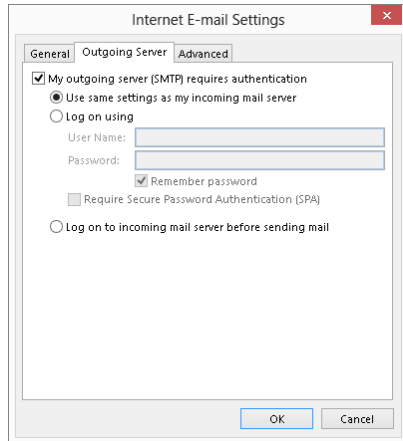 Internet E-mail Settings
General Outgoing Server Advanced
My outgoing server (SMTP) requires authentication
Use same settings as my incoming mail server
Log on using
User Name:
Password:
Remember password
Require Secure Password Authentication (SPA)
Log on to incoming mail server before sending mail
OK Cancel